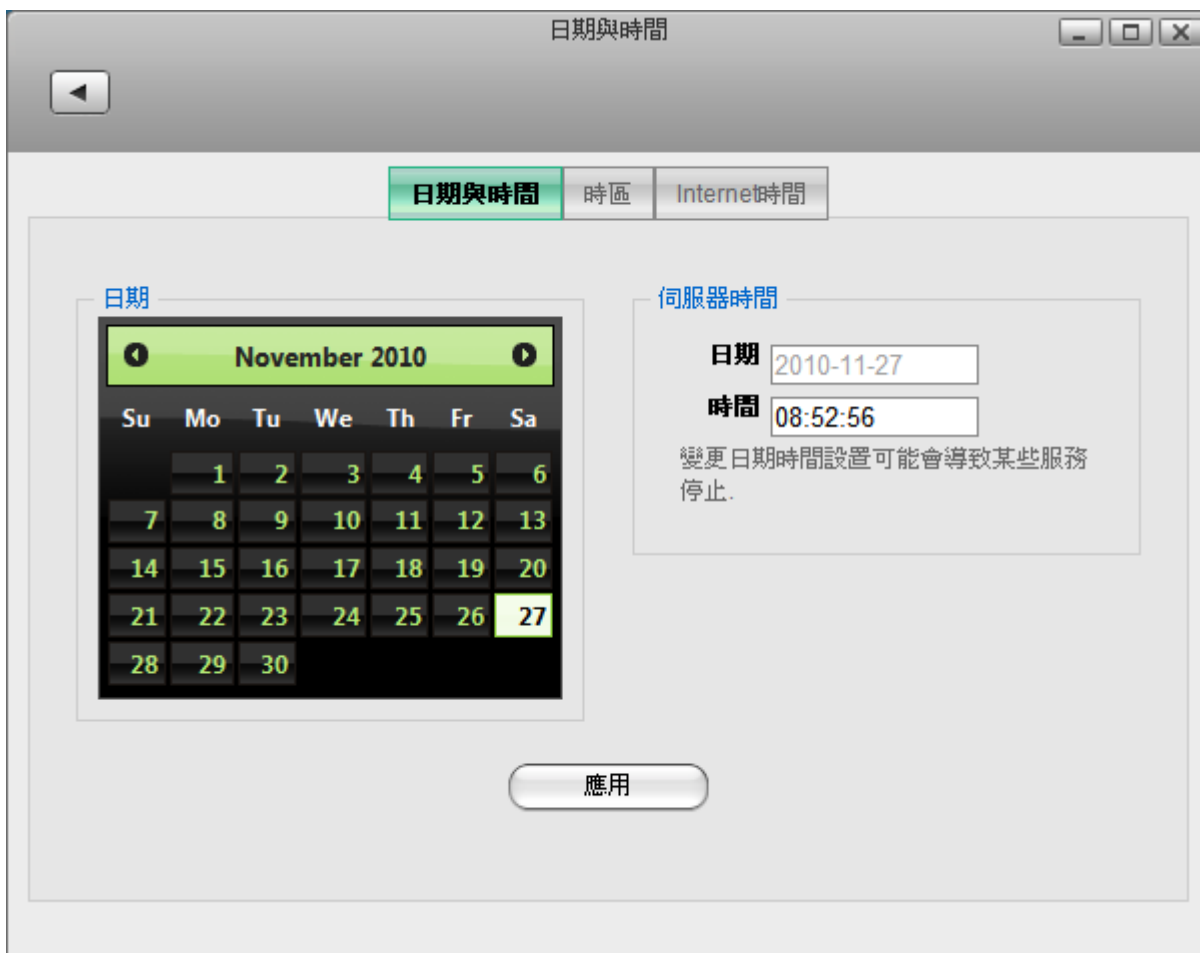 日期與時間
日期與時間 時區 Internet時間
日期
November 2010
Su Mo Tu We Th Fr Sa
1 2 3 4 5 6
7 8 9 10 11 12 13
14 15 16 17 18 19 20
21 22 23 24 25 26 27
28 29 30
伺服器時間
日期 2010-11-27
時間 08:52:56
變更日期時間設置可能會導致某些服務
停止.
應用